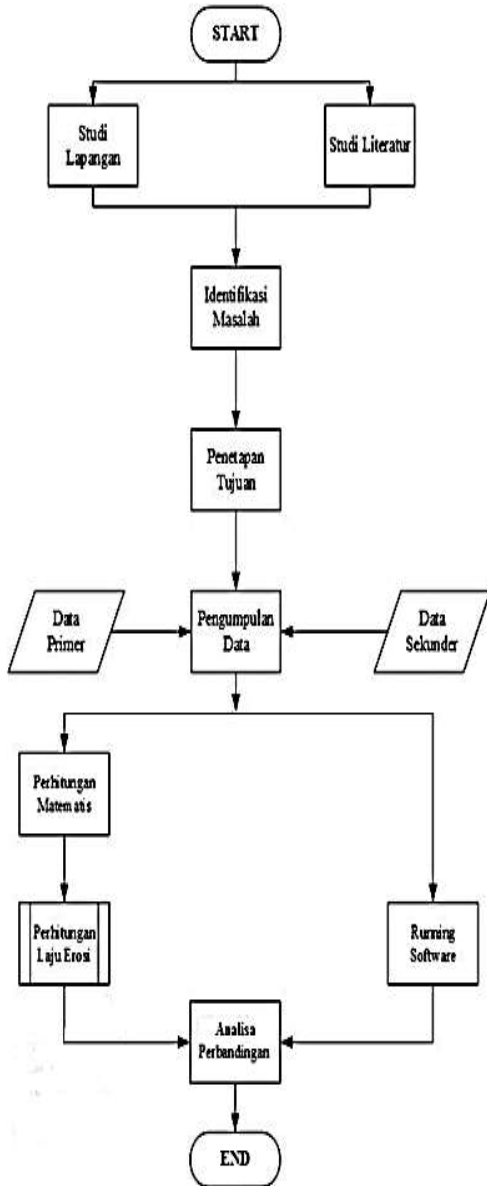 START
Studi
Lapangan
Studi Literatur
Identifikasi
Masalah
Penetapan
Tujuan
Data
Primer
Pengumpulan
Data
Data
Sekunder
Perhitungan
Matematis
Perhitungan
Laju Erosi
Running
Software
Analisa
Perbandingan
END